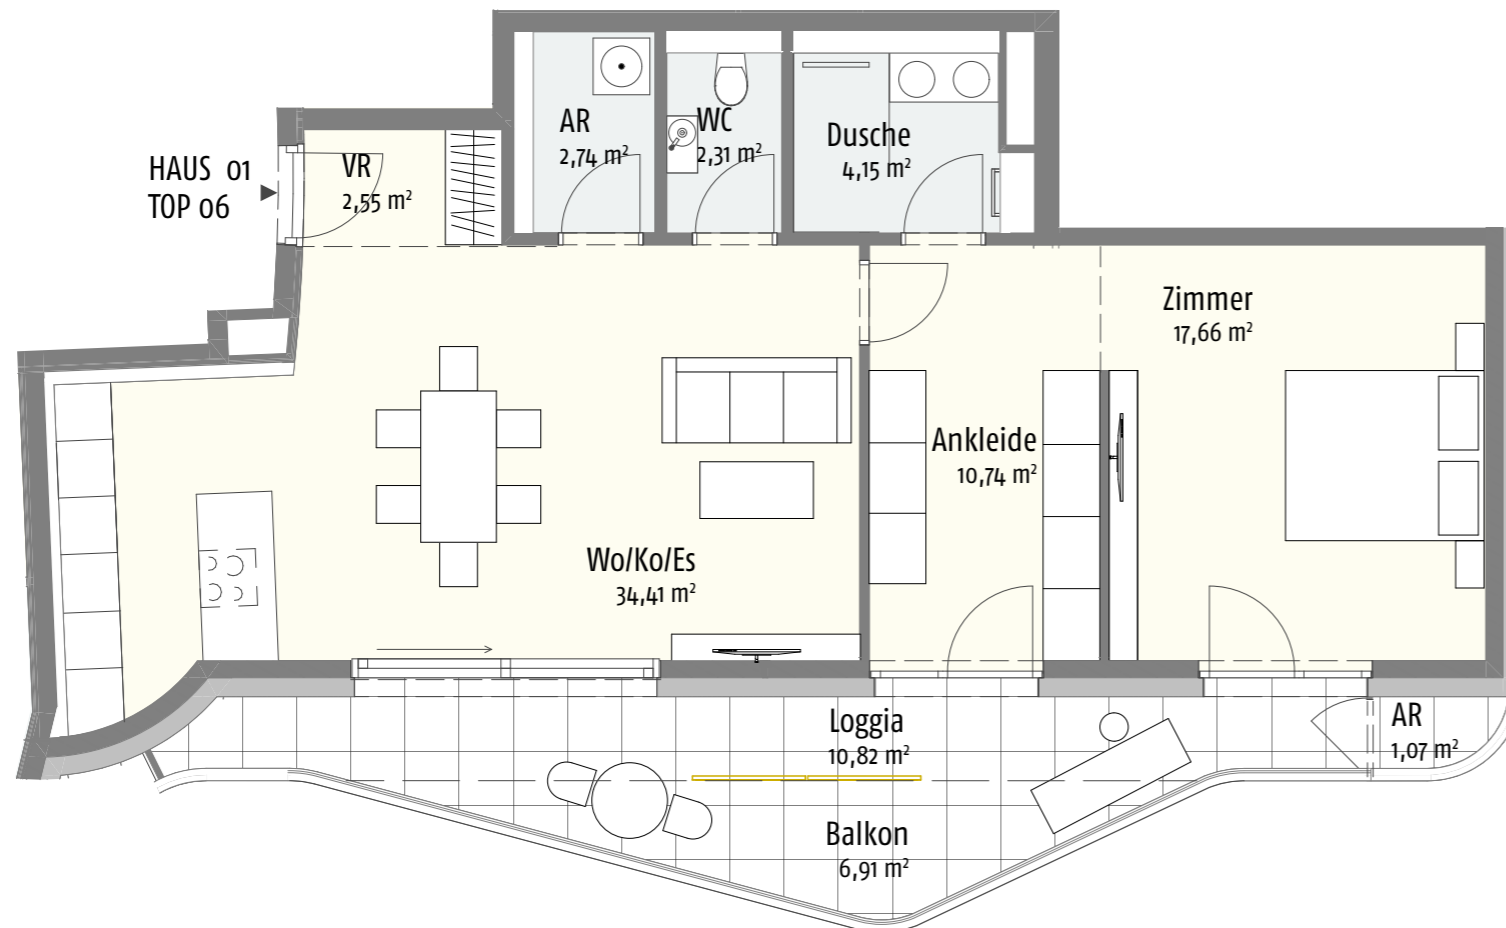 HAUS 01
TOP 06
VR
2,55 m²
AR
2,74 m²
WC
2,31 m²
Dusche
4,15 m²
Zimmer
17,66 m²
Ankleide
10,74 m²
Wo/Ko/Es
34,41 m²
Loggia
10,82 m²
AR
1,07 m²
Balkon
6,91 m²